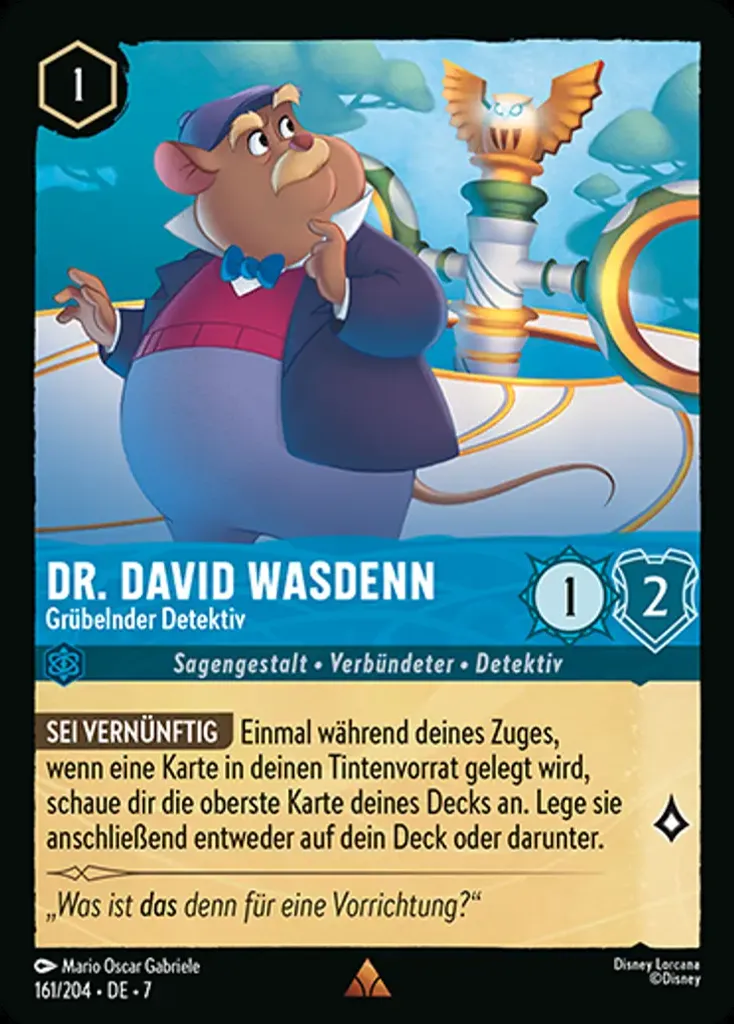 1
DR. DAVID WASDENN
Grübelnder Detektiv
1
2
Sagengestalt • Verbündeter • Detektiv
SEI VERNÜNFTIG Einmal während deines Zuges,
wenn eine Karte in deinen Tintenvorrat gelegt wird,
schaue dir die oberste Karte deines Decks an. Lege sie
anschließend entweder auf dein Deck oder darunter.
„Was ist das denn für eine Vorrichtung?“
Mario Oscar Gabriele
161/204 • DE • 7
Disney Lorcana
©Disney